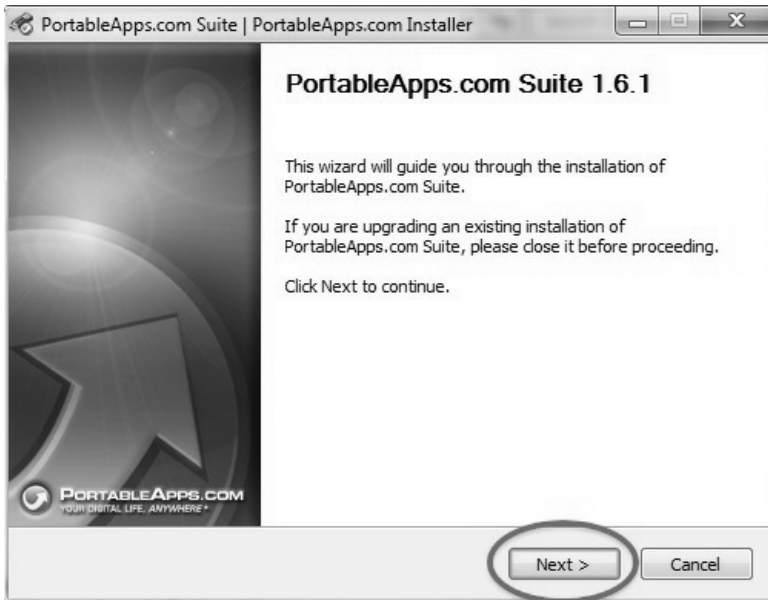 PortableApps.com Suite | PortableApps.com Installer
PortableApps.com Suite 1.6.1
This wizard will guide you through the installation of
PortableApps.com Suite.
If you are upgrading an existing installation of
PortableApps.com Suite, please close it before proceeding.
Click Next to continue.
PORTABLEAPPS.COM
YOUR DIGITAL LIFE, ANYWHERE
Next >
Cancel